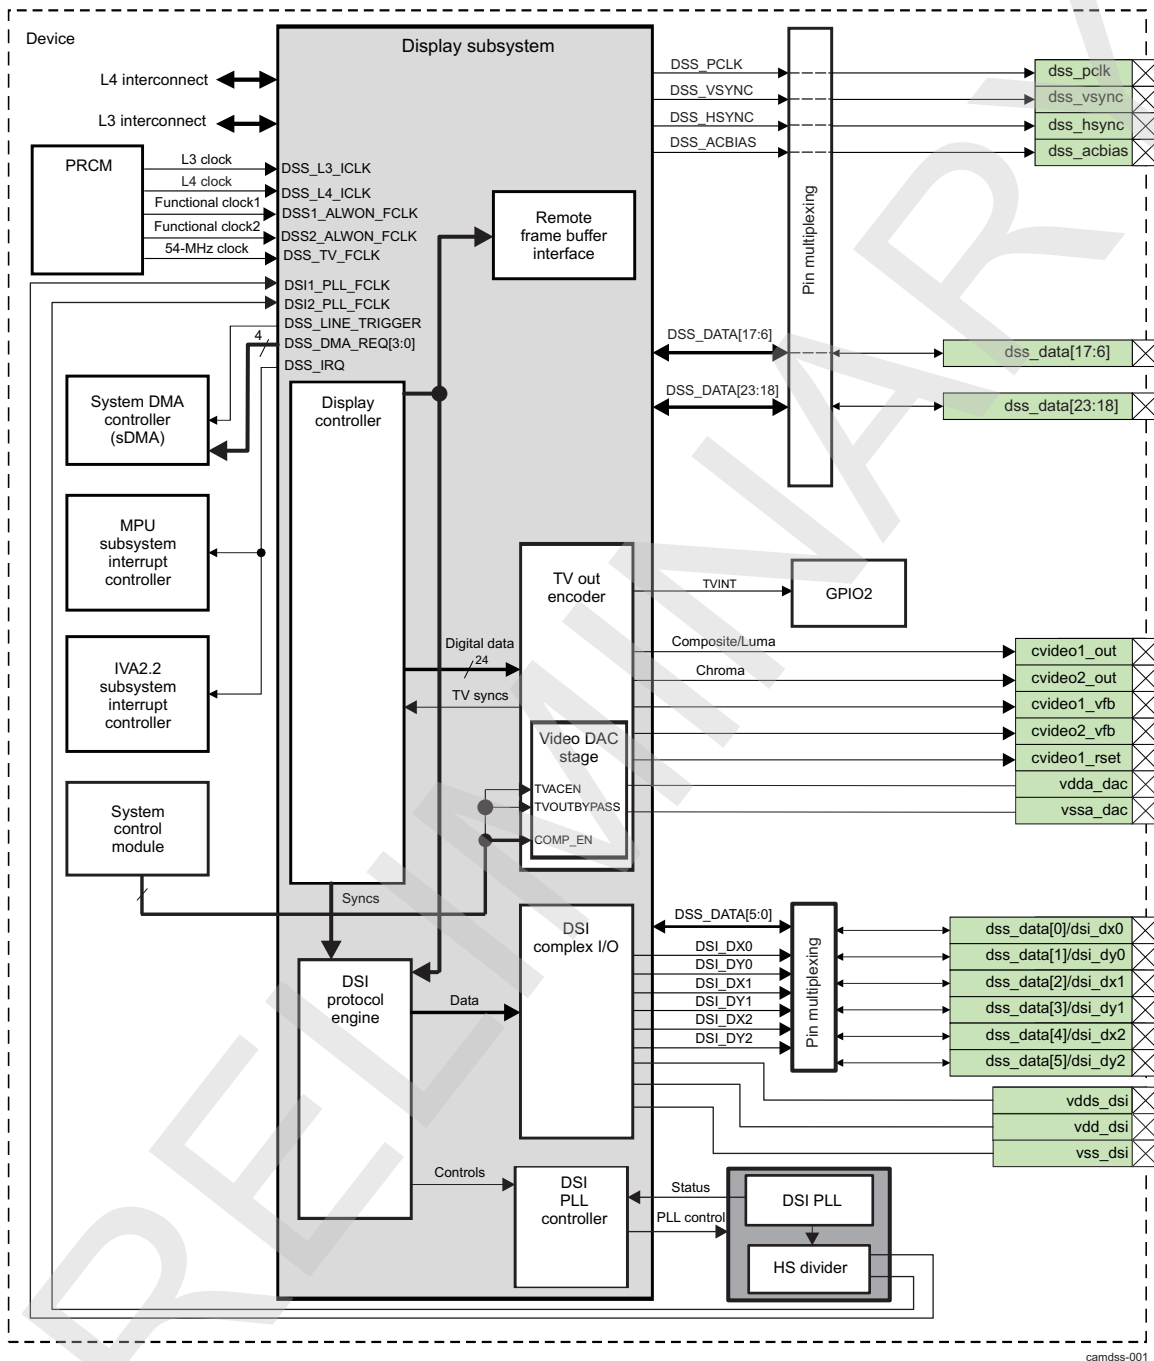 Device
Display subsystem
L4 interconnect
L3 interconnect
PRCM
L3 clock
L4 clock
Functional clock1
Functional clock2
54-MHz clock
DSS_L3_ICLK
DSS_L4_ICLK
DSS1_ALWON_FCLK
DSS2_ALWON_FCLK
DSS_TV_FCLK
DSI1_PLL_FCLK
DSI2_PLL_FCLK
DSS_LINE_TRIGGER
4
DSS_DMA_REQ[3:0]
DSS_IRQ
Remote
frame buffer
interface
DSS_PCLK
DSS_VSYNC
DSS_HSYNC
DSS_ACBIAS
Pin multiplexing
dss_pclk
dss_vsync
dss_hsync
dss_acbias
DSS_DATA[17:6]
DSS_DATA[23:18]
dss_data[17:6]
dss_data[23:18]
System DMA
controller
(sDMA)
MPU
subsystem
interrupt
controller
IVA2.2
subsystem
interrupt
controller
System
control
module
Display
controller
Digital data
24
TV syncs
TV out
encoder
TVINT
GPIO2
Composite/Luma
Chroma
cvideo1_out
cvideo2_out
cvideo1_vfb
cvideo2_vfb
cvideo1_rset
vdda_dac
vssa_dac
Video DAC
stage
TVACEN
TVOUTBYPASS
COMP_EN
Syncs
DSI
protocol
engine
Data
DSI
complex I/O
DSS_DATA[5:0]
DSI_DX0
DSI_DY0
DSI_DX1
DSI_DY1
DSI_DX2
DSI_DY2
Pin multiplexing
dss_data[0]/dsi_dx0
dss_data[1]/dsi_dy0
dss_data[2]/dsi_dx1
dss_data[3]/dsi_dy1
dss_data[4]/dsi_dx2
dss_data[5]/dsi_dy2
vdds_dsi
vdd_dsi
vss_dsi
Controls
DSI
PLL
controller
Status
PLL control
DSI PLL
HS divider
camdss-001
RELIMINARY